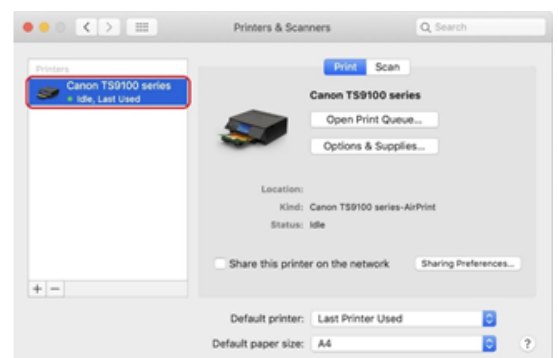 Printers & Scanners
Search
Printers
Canon TS9100 series
Idle, Last Used
Print
Scan
Canon TS9100 series
Open Print Queue...
Options & Supplies...
Location:
Kind: Canon TS9100 series-AirPrint
Status: Idle
Share this printer on the network
Sharing Preferences...
+ −
Default printer: Last Printer Used
Default paper size: A4
?